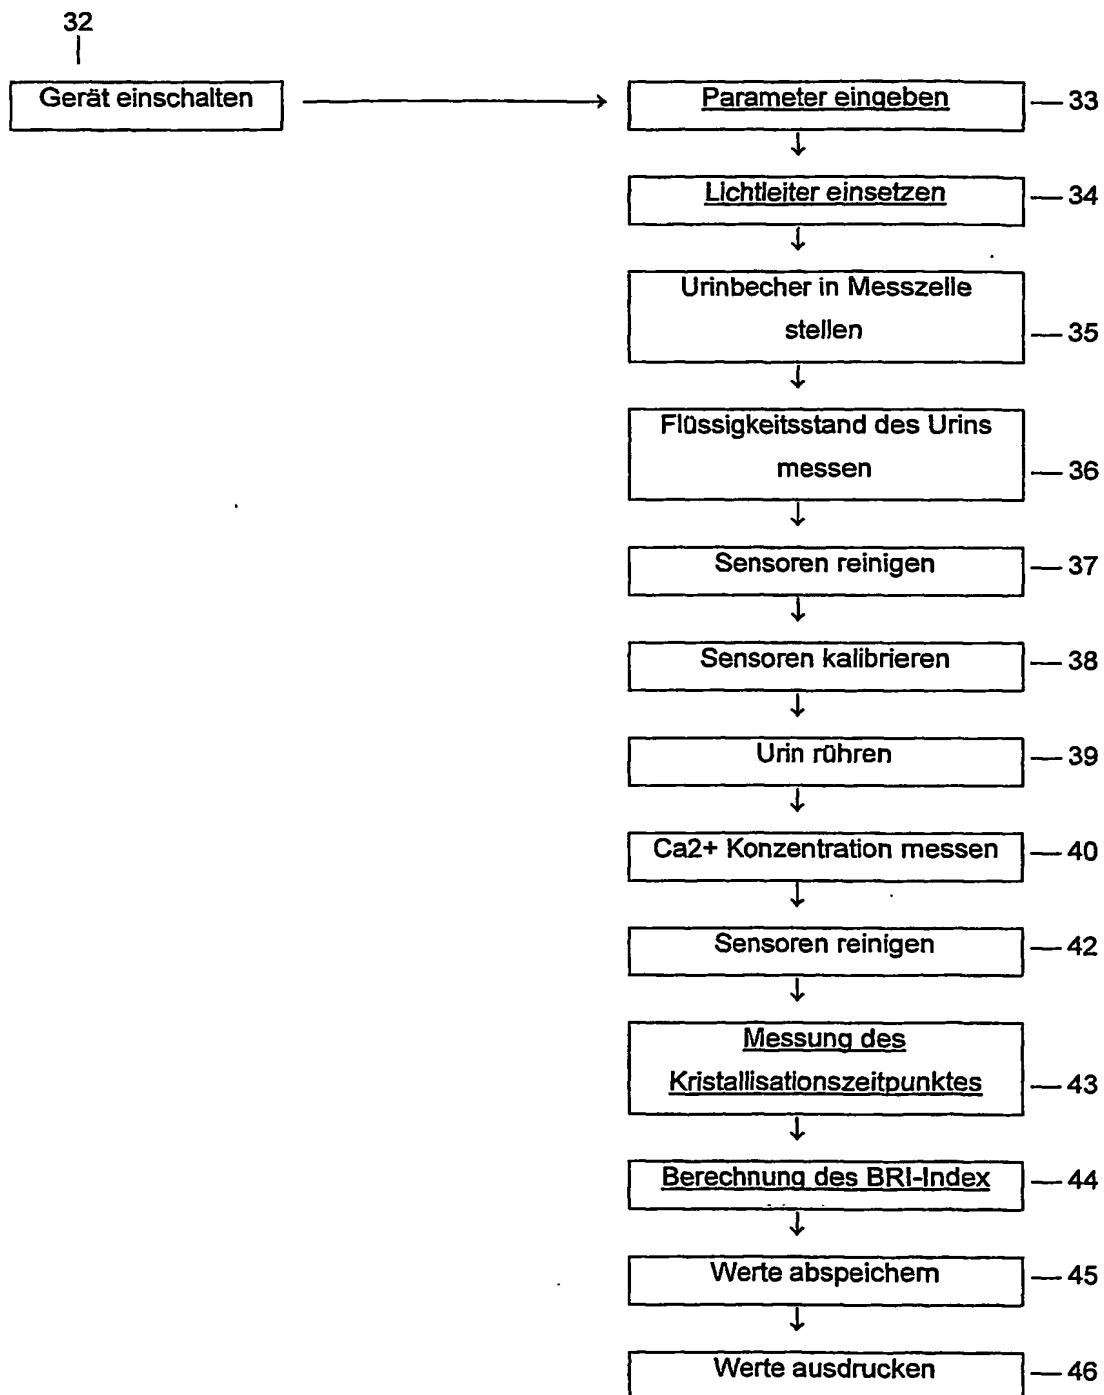 32
Gerät einschalten
Parameter eingeben
33
Lichtleiter einsetzen
34
Urinbecher in Messzelle
stellen
35
Flüssigkeitsstand des Urins
messen
36
Sensoren reinigen
37
Sensoren kalibrieren
38
Urin rühren
39
Ca2+ Konzentration messen
40
Sensoren reinigen
42
Messung des
Kristallisationszeitpunktes
43
Berechnung des BRI-Index
44
Werte abspeichern
45
Werte ausdrucken
46